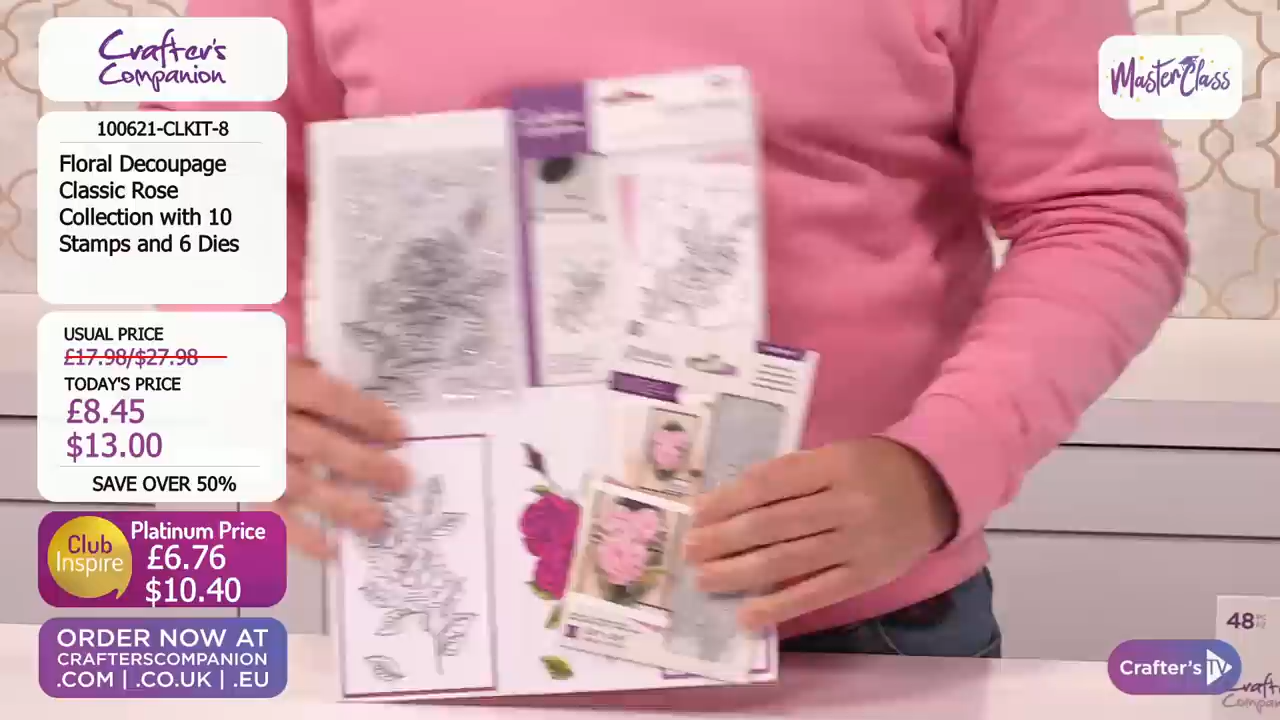 Crafter's
Companion
100621-CLKIT-8
Floral Decoupage
Classic Rose
Collection with 10
Stamps and 6 Dies
USUAL PRICE
£17.98/$27.98
TODAY'S PRICE
£8.45
$13.00
SAVE OVER 50%
Club
Inspire
Platinum Price
£6.76
$10.40
ORDER NOW AT
CRAFTERSCOMPANION
.COM | .CO.UK | .EU
MasterClass
48
Crafter's TV